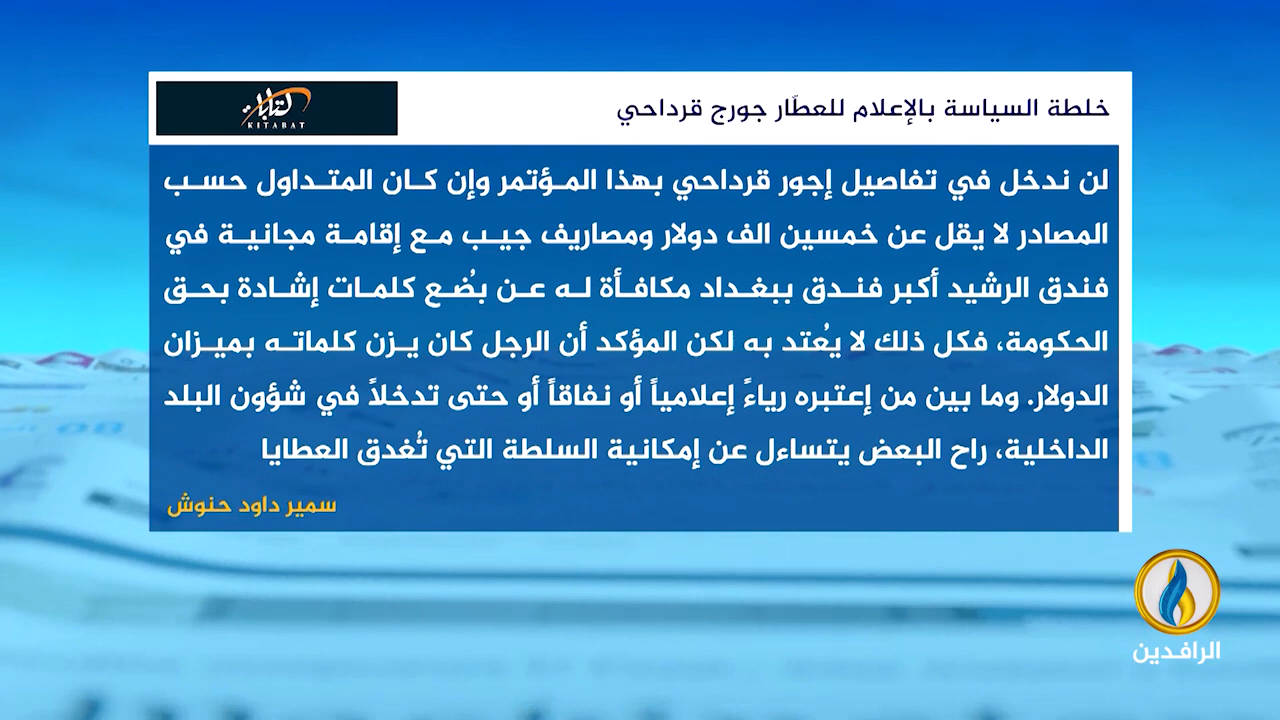 خلطة السياسة بالإعلام للعطّار جورج قرداحي
كتابات
KITABAT
لن ندخل في تفاصيل إجور قرداحي بهذا المؤتمر وإن كان المتداول حسب
المصادر لا يقل عن خمسين الف دولار ومصاريف جيب مع إقامة مجانية في
فندق الرشيد أكبر فندق ببغداد مكافأة له عن بضُع كلمات إشادة بحق
الحكومة، فكل ذلك لا يُعتد به لكن المؤكد أن الرجل كان يزن كلماته بميزان
الدولار. وما بين من إعتبره رياءً إعلامياً أو نفاقاً أو حتى تدخلاً في شؤون البلد
الداخلية، راح البعض يتساءل عن إمكانية السلطة التي تُغدق العطايا
سمير داود حنوش
الرافدين